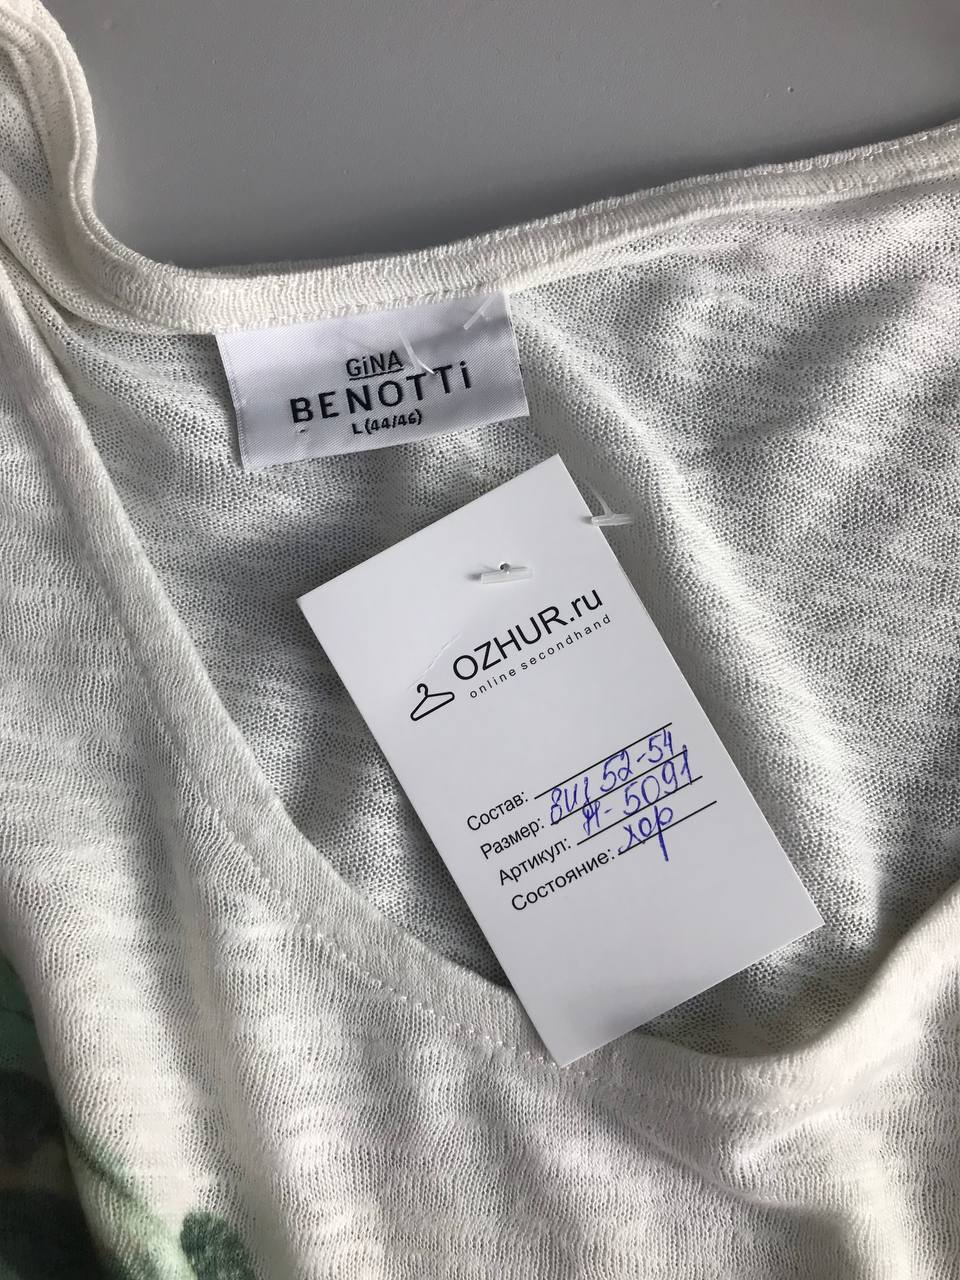 GiNA
BENOTTi
L (44/46)
OZHUR.ru
online secondhand
Состав:
Размер: 52-54
Артикул: 5091
Состояние: хор